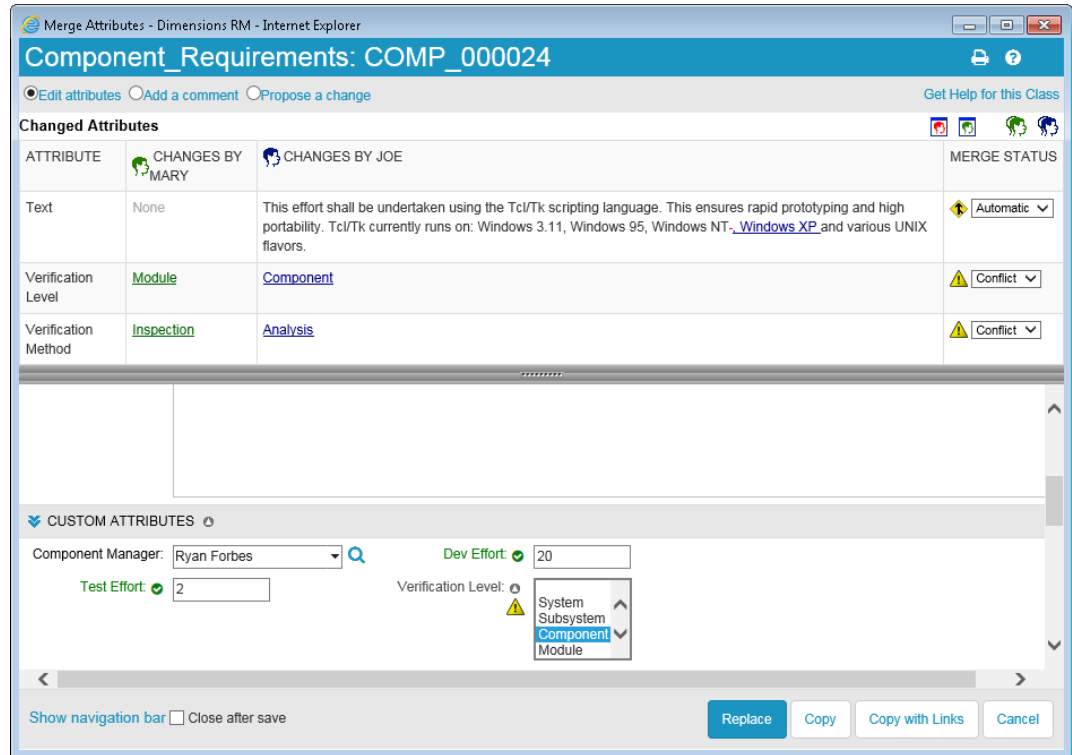 Merge Attributes - Dimensions RM - Internet Explorer
Component_Requirements: COMP_000024
Edit attributes Add a comment Propose a change Get Help for this Class
Changed Attributes
ATTRIBUTE CHANGES BY MARY CHANGES BY JOE MERGE STATUS
Text None This effort shall be undertaken using the Tcl/Tk scripting language. This ensures rapid prototyping and high Automatic
portability. Tcl/Tk currently runs on: Windows 3.11, Windows 95, Windows NT-, Windows XP and various UNIX
flavors.
Verification Level Module Component Conflict
Verification Method Inspection Analysis Conflict
CUSTOM ATTRIBUTES
Component Manager: Ryan Forbes Dev Effort: 20
Test Effort: 2 Verification Level:
System
Subsystem
Component
Module
Show navigation bar Close after save Replace Copy Copy with Links Cancel